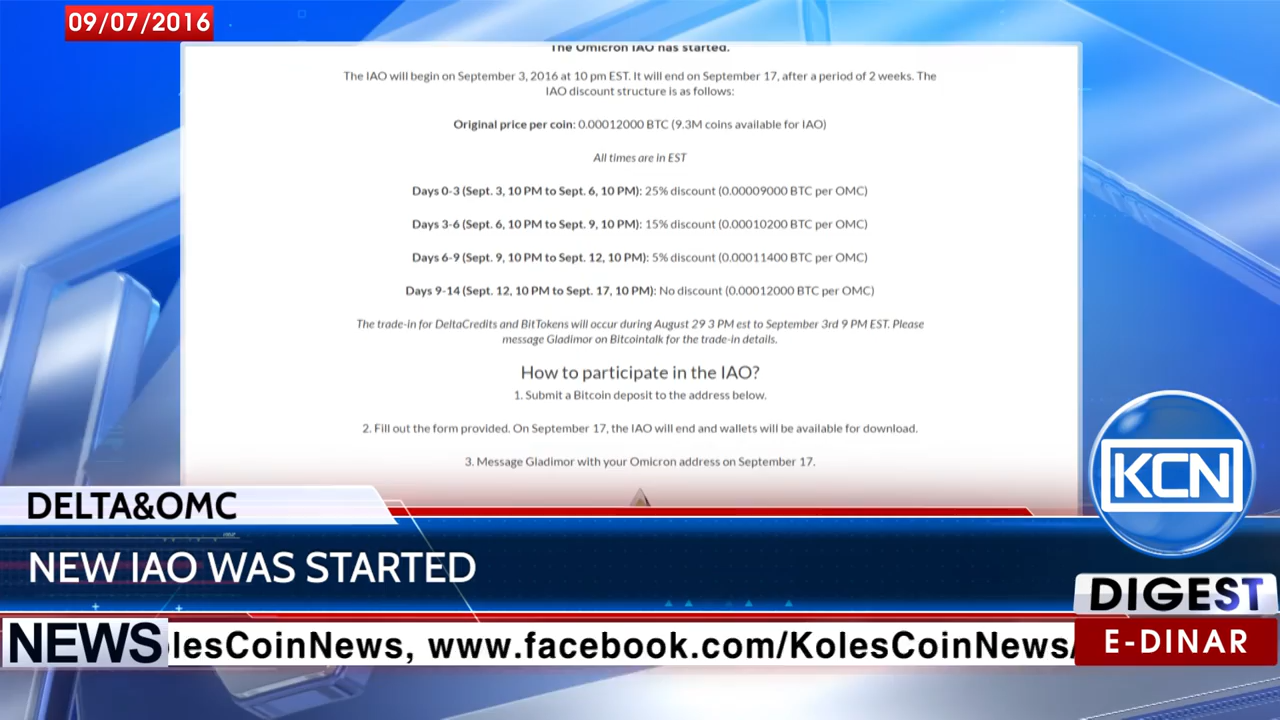 09/07/2016
The Omicron IAO has started.
The IAO will begin on September 3, 2016 at 10 pm EST. It will end on September 17, after a period of 2 weeks. The
IAO discount structure is as follows:
Original price per coin: 0.00012000 BTC (9.3M coins available for IAO)
All times are in EST
Days 0-3 (Sept. 3, 10 PM to Sept. 6, 10 PM): 25% discount (0.00009000 BTC per OMC)
Days 3-6 (Sept. 6, 10 PM to Sept. 9, 10 PM): 15% discount (0.00010200 BTC per OMC)
Days 6-9 (Sept. 9, 10 PM to Sept. 12, 10 PM): 5% discount (0.00011400 BTC per OMC)
Days 9-14 (Sept. 12, 10 PM to Sept. 17, 10 PM): No discount (0.00012000 BTC per OMC)
The trade-in for DeltaCredits and BitTokens will occur during August 29 3 PM est to September 3rd 9 PM EST. Please
message Gladimor on Bitcointalk for the trade-in details.
How to participate in the IAO?
1. Submit a Bitcoin deposit to the address below.
2. Fill out the form provided. On September 17, the IAO will end and wallets will be available for download.
3. Message Gladimor with your Omicron address on September 17.
KCN
DELTA&OMC
NEW IAO WAS STARTED
DIGEST
E-DINAR
NEWS
lesCoinNews, www.facebook.com/KolesCoinNews/